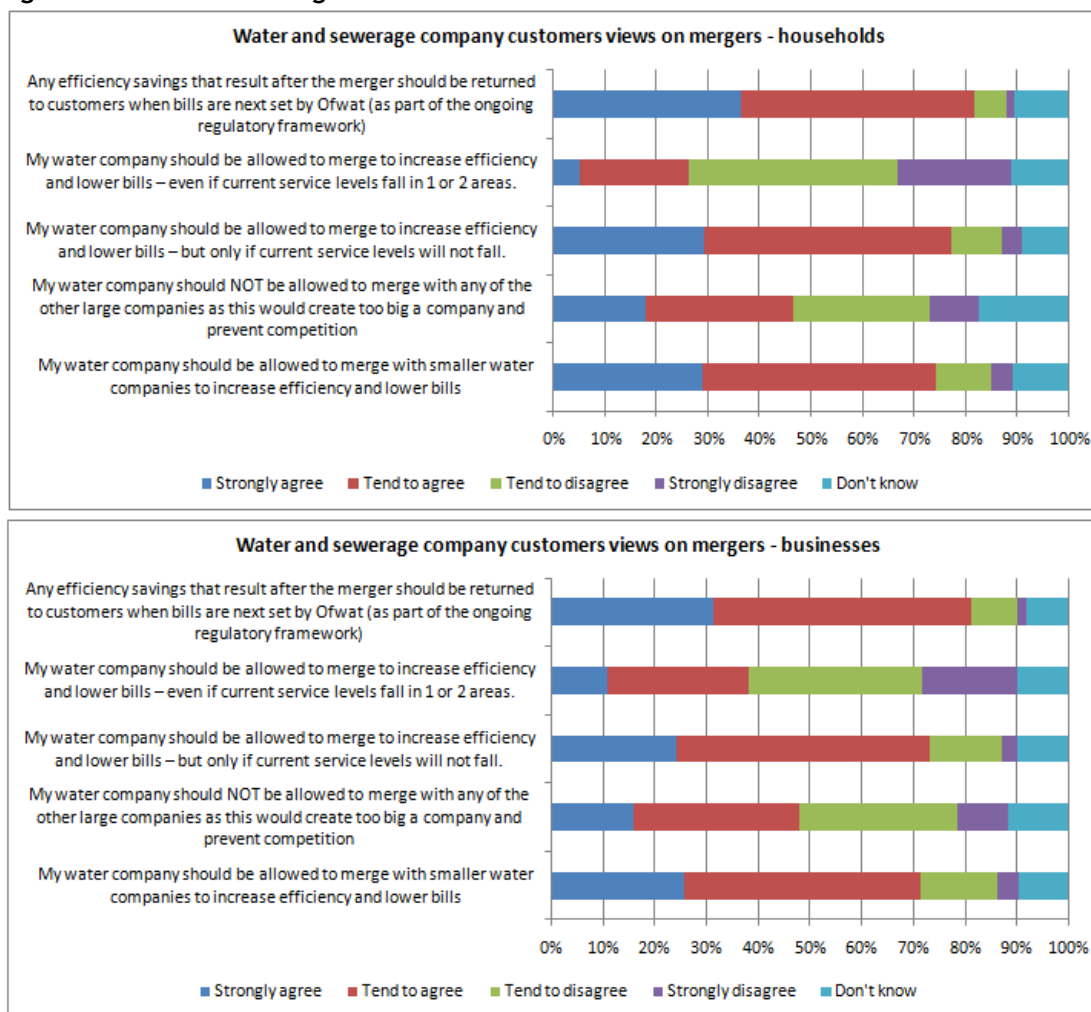 Water and sewerage company customers views on mergers - households
Any efficiency savings that result after the merger should be returned
to customers when bills are next set by Ofwat (as part of the ongoing
regulatory framework)
My water company should be allowed to merge to increase efficiency
and lower bills – even if current service levels fall in 1 or 2 areas.
My water company should be allowed to merge to increase efficiency
and lower bills – but only if current service levels will not fall.
My water company should NOT be allowed to merge with any of the
other large companies as this would create too big a company and
prevent competition
My water company should be allowed to merge with smaller water
companies to increase efficiency and lower bills
0% 10% 20% 30% 40% 50% 60% 70% 80% 90% 100%
Strongly agree Tend to agree Tend to disagree Strongly disagree Don't know
Water and sewerage company customers views on mergers - businesses
Any efficiency savings that result after the merger should be returned
to customers when bills are next set by Ofwat (as part of the ongoing
regulatory framework)
My water company should be allowed to merge to increase efficiency
and lower bills – even if current service levels fall in 1 or 2 areas.
My water company should be allowed to merge to increase efficiency
and lower bills – but only if current service levels will not fall.
My water company should NOT be allowed to merge with any of the
other large companies as this would create too big a company and
prevent competition
My water company should be allowed to merge with smaller water
companies to increase efficiency and lower bills
0% 10% 20% 30% 40% 50% 60% 70% 80% 90% 100%
Strongly agree Tend to agree Tend to disagree Strongly disagree Don't know